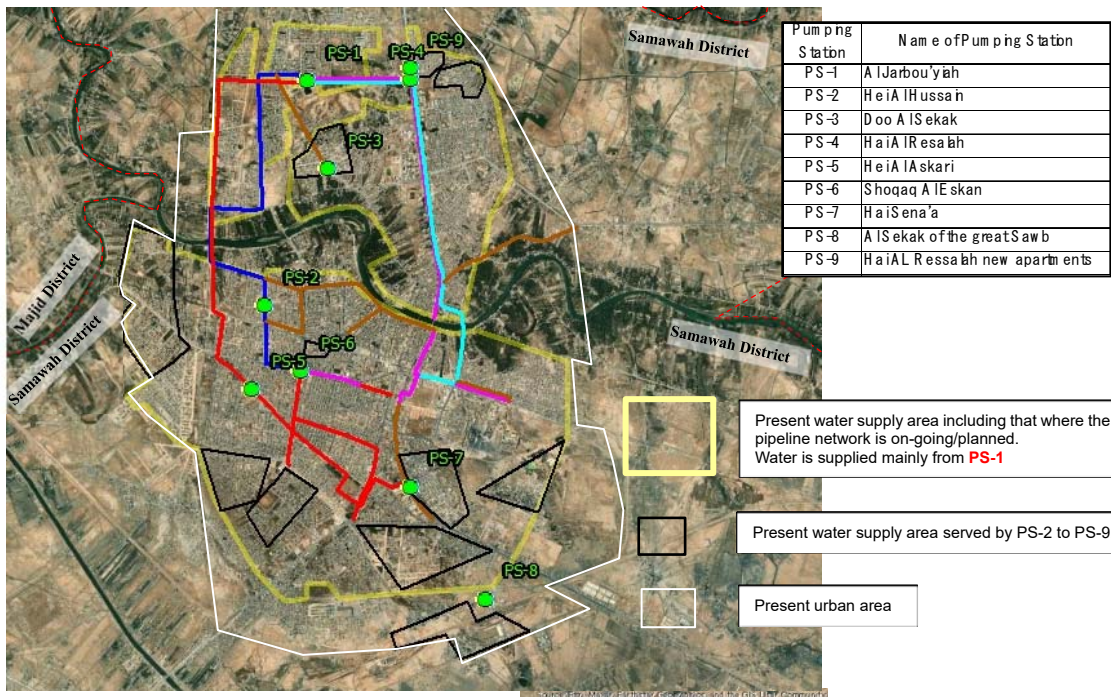 Samawah District
PS-1
PS-4
PS-9
PS-3
PS-2
PS-6
PS-5
PS-7
PS-8
Majid District
Samawah District
Samawah District
Pumping
Station
Name of Pumping Station
PS-1 Al Jarbou'yiah
PS-2 Hei Al Hussain
PS-3 Doo Al Sekak
PS-4 Hai Al Resalah
PS-5 Hei Al Askari
PS-6 Shoqaq Al Eskan
PS-7 Hai Sena'a
PS-8 Al Sekak of the great Sawb
PS-9 Hai AL Ressalah new apartments
Present water supply area including that where the
pipeline network is on-going/planned.
Water is supplied mainly from PS-1
Present water supply area served by PS-2 to PS-9
Present urban area